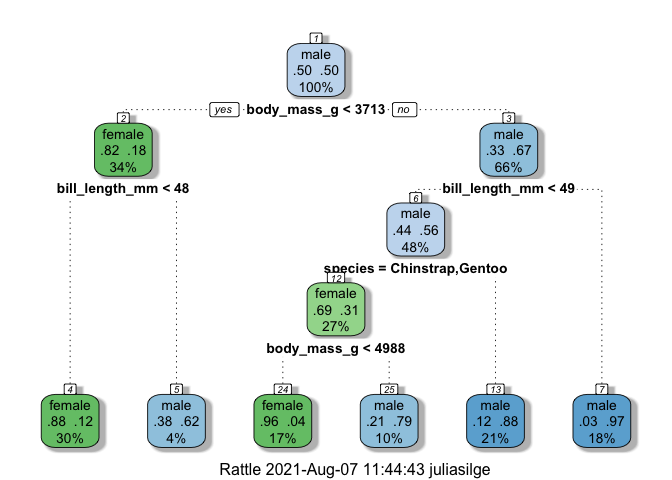 1
male
.50 .50
100%
yes body_mass_g < 3713 no
2
female
.82 .18
34%
3
male
.33 .67
66%
bill_length_mm < 48
bill_length_mm < 49
6
male
.44 .56
48%
species = Chinstrap,Gentoo
12
female
.69 .31
27%
body_mass_g < 4988
4
female
.88 .12
30%
5
male
.38 .62
4%
24
female
.96 .04
17%
25
male
.21 .79
10%
13
male
.12 .88
21%
7
male
.03 .97
18%
Rattle 2021-Aug-07 11:44:43 juliasilge